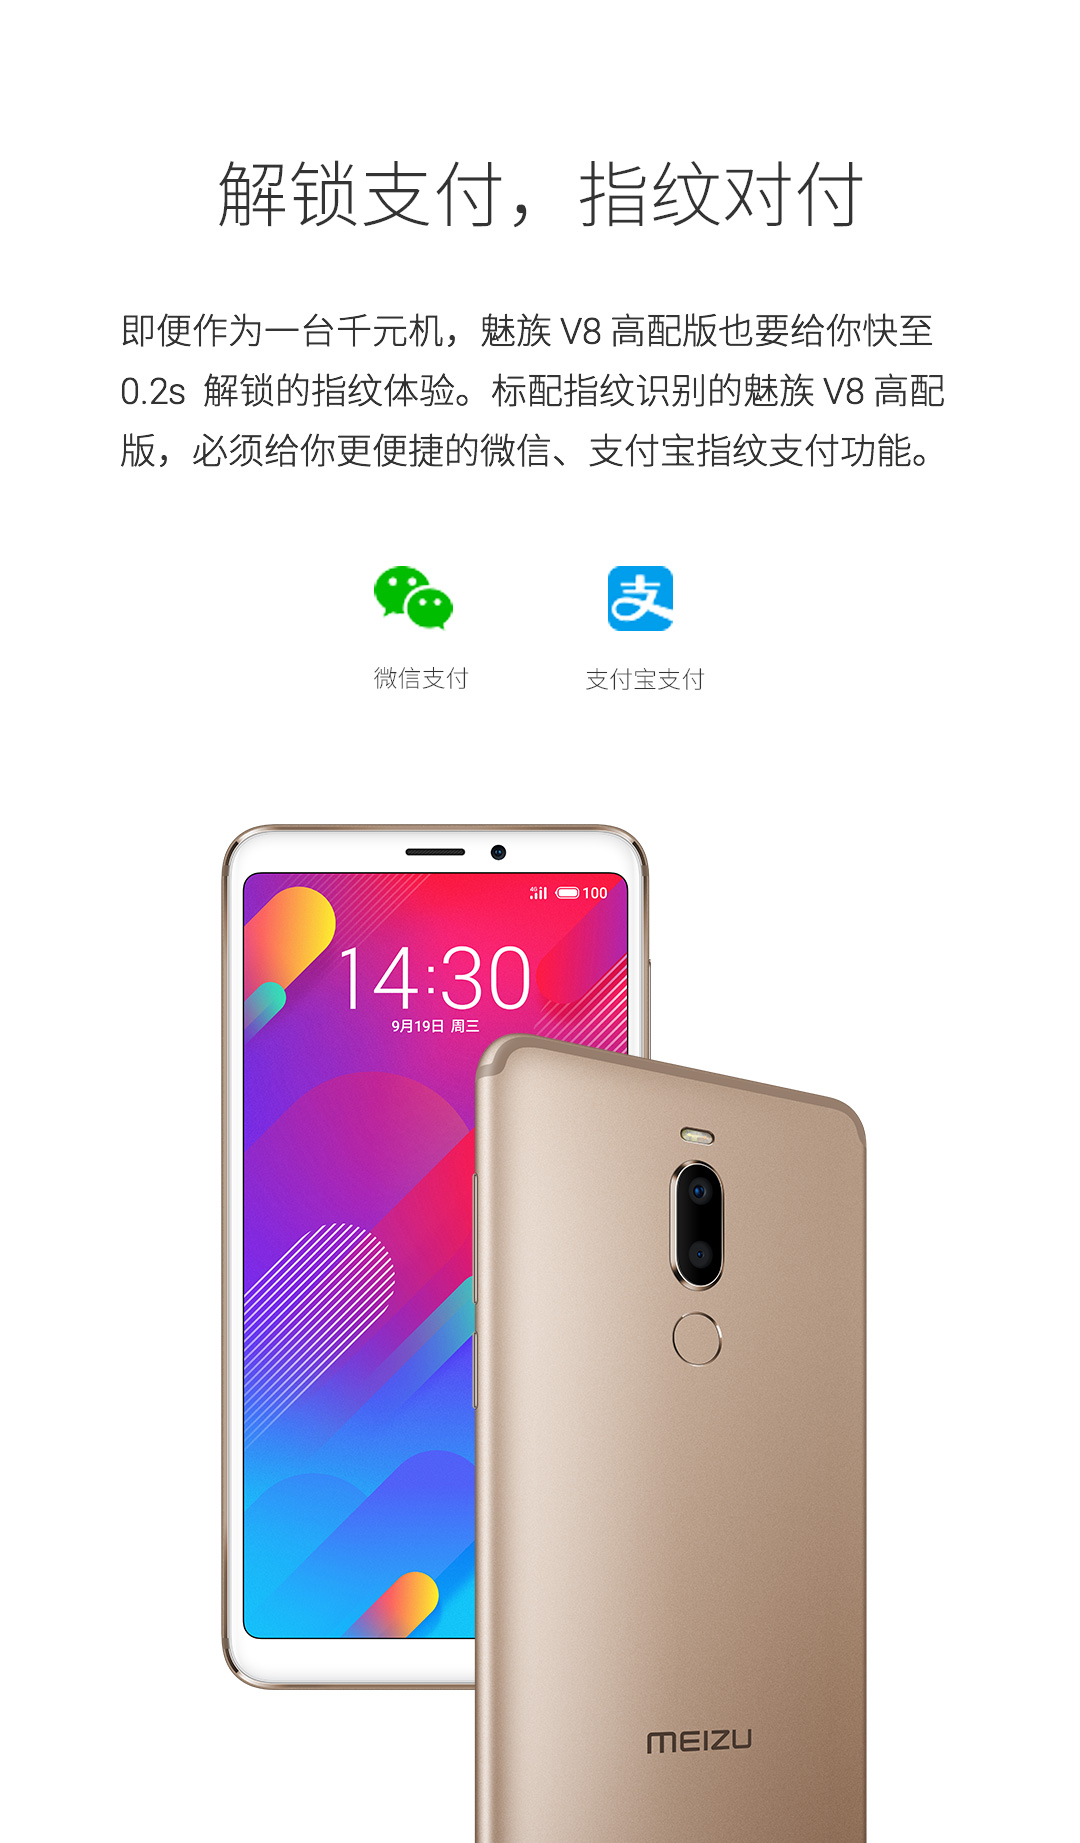 解锁支付，指纹对付
即便作为一台千元机，魅族 V8 高配版也要给你快至
0.2s 解锁的指纹体验。标配指纹识别的魅族 V8 高配
版，必须给你更便捷的微信、支付宝指纹支付功能。
支
微信支付 支付宝支付
4G 100
14:30
9月19日 周三
MEIZU